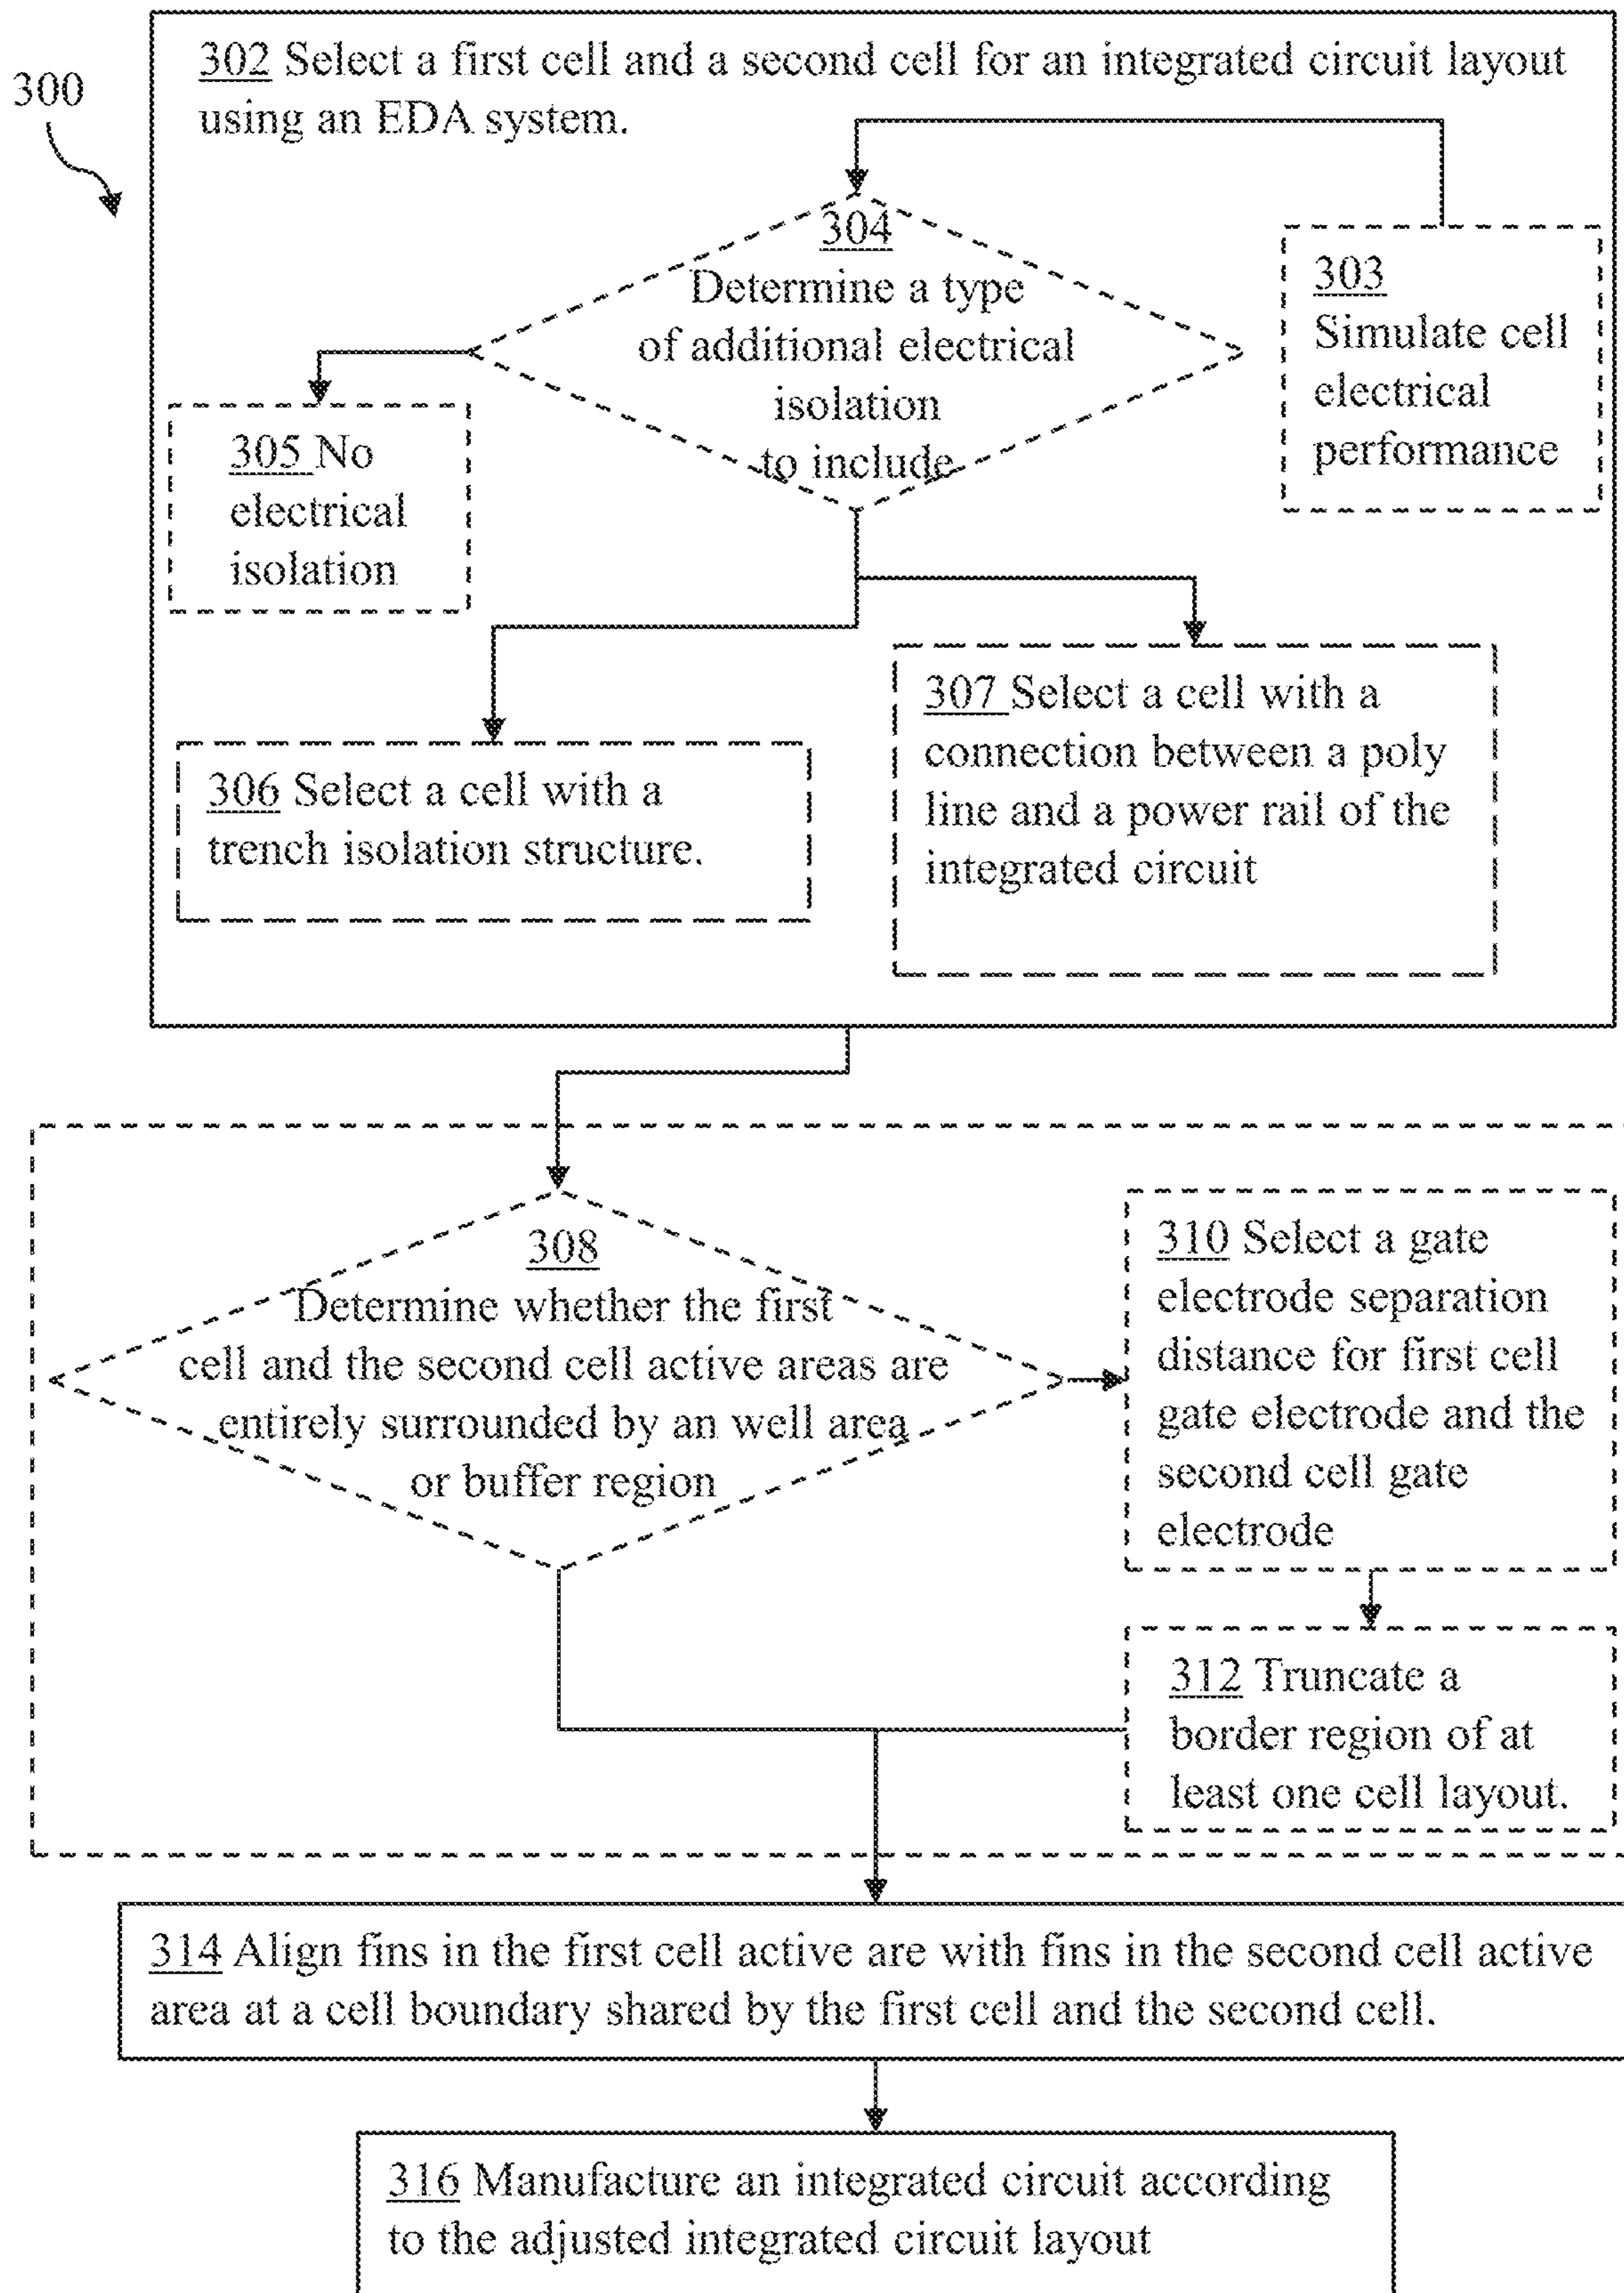 300
302 Select a first cell and a second cell for an integrated circuit layout
using an EDA system.
304
Determine a type
of additional electrical
isolation
to include
303
Simulate cell
electrical
performance
305 No
electrical
isolation
306 Select a cell with a
trench isolation structure.
307 Select a cell with a
connection between a poly
line and a power rail of the
integrated circuit
308
Determine whether the first
cell and the second cell active areas are
entirely surrounded by an well area
or buffer region
310 Select a gate
electrode separation
distance for first cell
gate electrode and the
second cell gate
electrode
312 Truncate a
border region of at
least one cell layout.
314 Align fins in the first cell active are with fins in the second cell active
area at a cell boundary shared by the first cell and the second cell.
316 Manufacture an integrated circuit according
to the adjusted integrated circuit layout